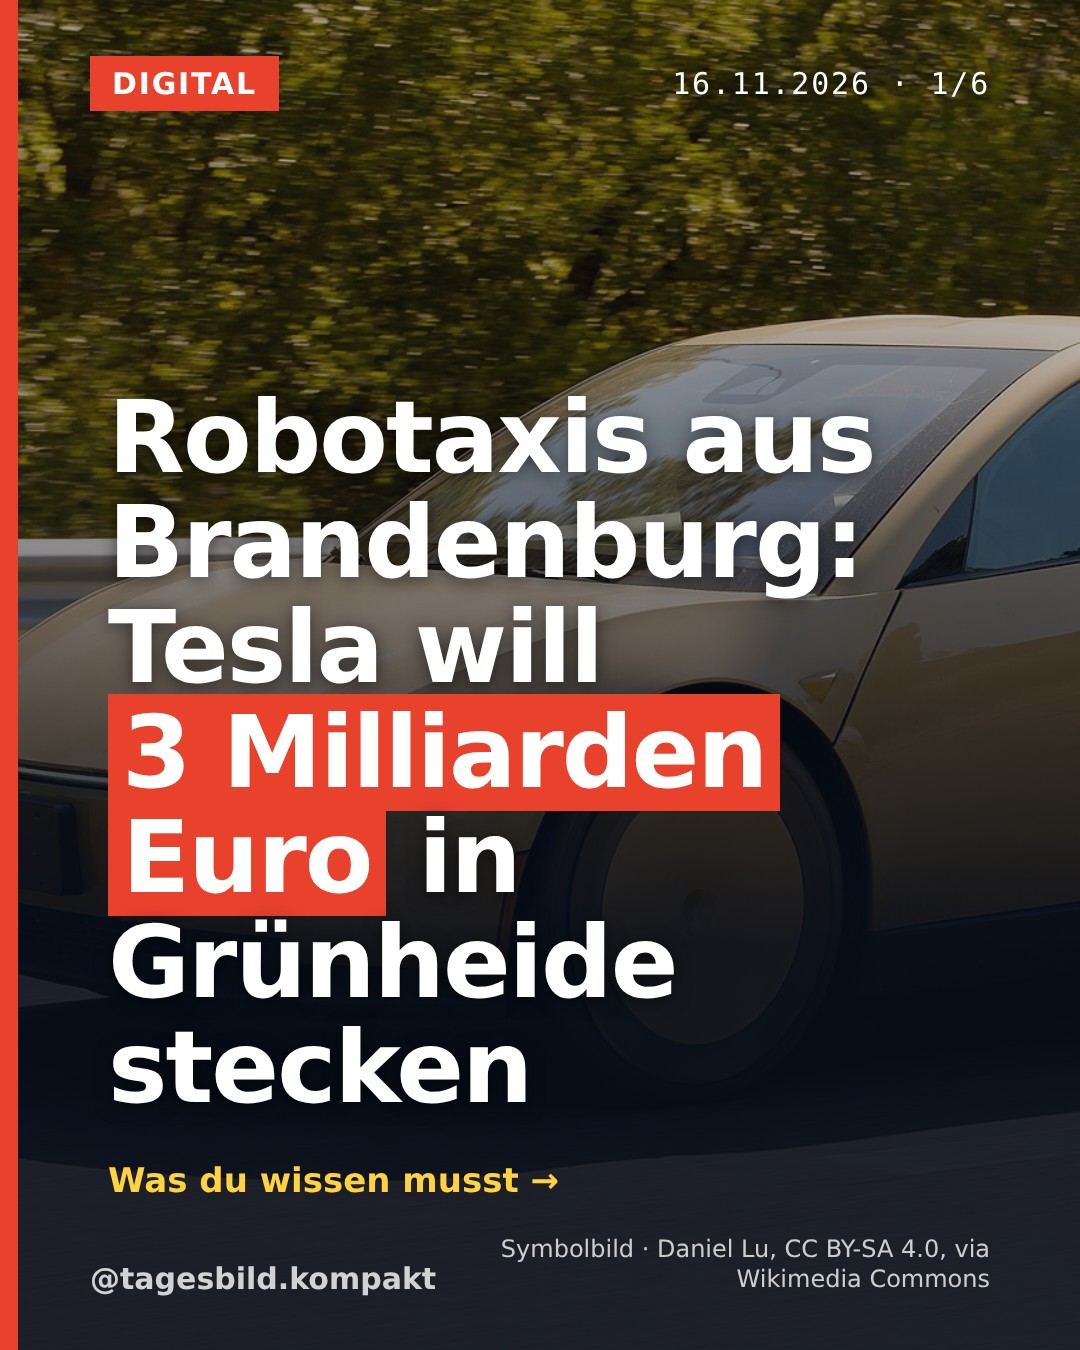 DIGITAL
16.11.2026 · 1/6
Robotaxis aus
Brandenburg:
Tesla will
3 Milliarden
Euro in
Grünheide
stecken
Was du wissen musst →
Symbolbild · Daniel Lu, CC BY-SA 4.0, via
Wikimedia Commons
@tagesbild.kompakt